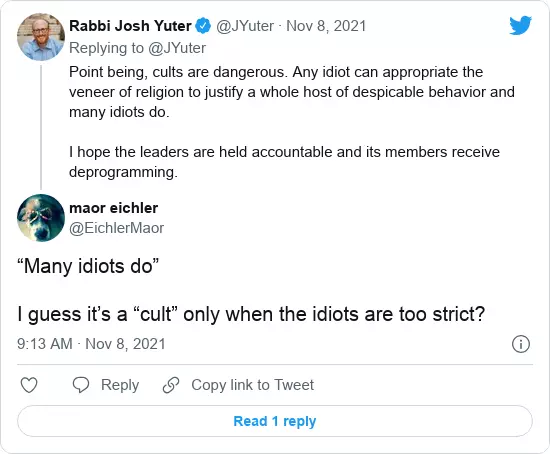 Rabbi Josh Yuter @JYuter · Nov 8, 2021
Replying to @JYuter
Point being, cults are dangerous. Any idiot can appropriate the
veneer of religion to justify a whole host of despicable behavior and
many idiots do.
I hope the leaders are held accountable and its members receive
deprogramming.
maor eichler
@EichlerMaor
“Many idiots do”
I guess it’s a “cult” only when the idiots are too strict?
9:13 AM · Nov 8, 2021
Reply Copy link to Tweet
Read 1 reply